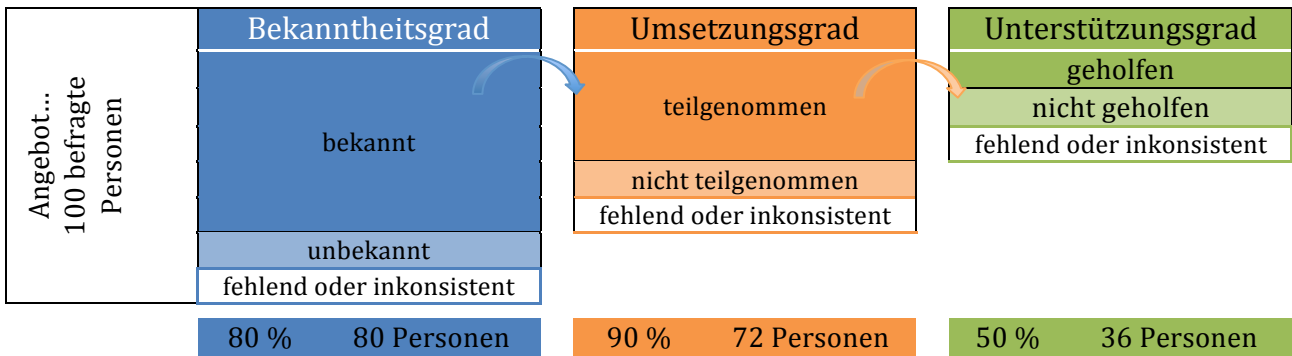 Angebot...
100 befragte
Personen
Bekanntheitsgrad
bekannt
unbekannt
fehlend oder inkonsistent
80 % 80 Personen
Umsetzungsgrad
teilgenommen
nicht teilgenommen
fehlend oder inkonsistent
90 % 72 Personen
Unterstützungsgrad
geholfen
nicht geholfen
fehlend oder inkonsistent
50 % 36 Personen